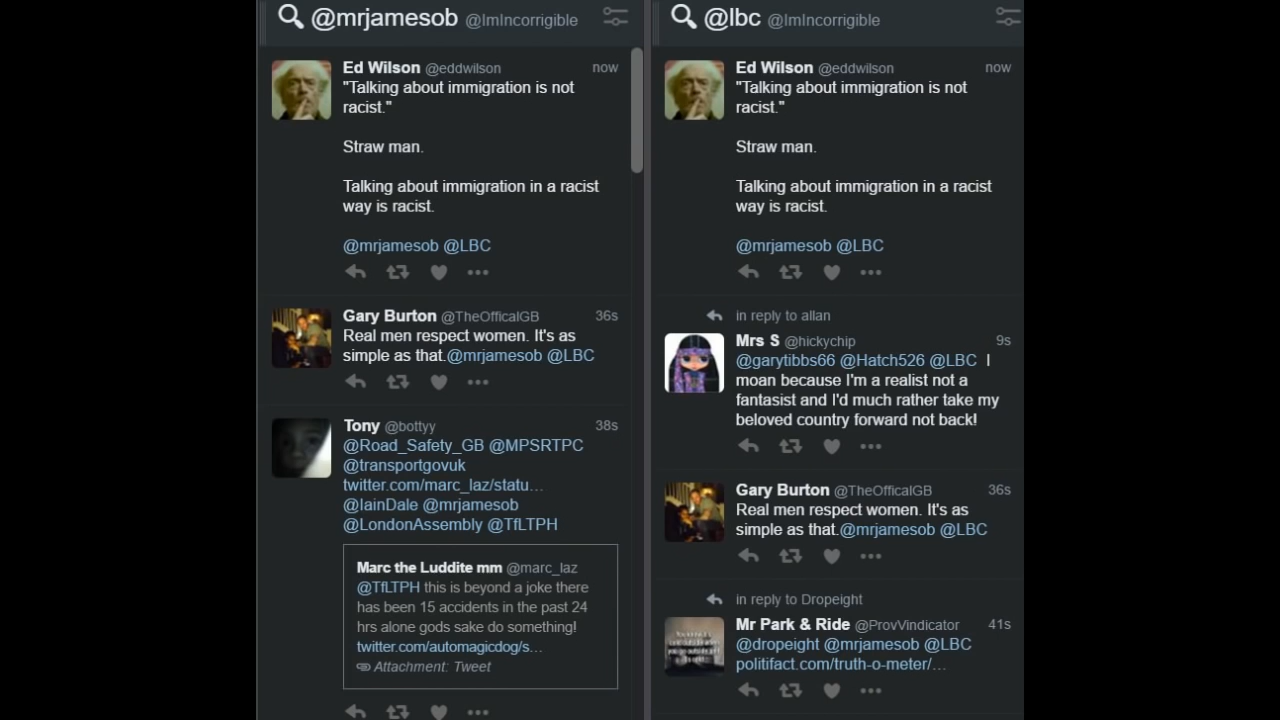 @mrjamesob @ImIncorrigible
Ed Wilson @eddwilson now
"Talking about immigration is not
racist."
Straw man.
Talking about immigration in a racist
way is racist.
@mrjamesob @LBC
Gary Burton @TheOfficalGB 36s
Real men respect women. It's as
simple as that.@mrjamesob @LBC
Tony @bottyy 38s
@Road_Safety_GB @MPSRTPC
@transportgovuk
twitter.com/marc_laz/statu…
@IainDale @mrjamesob
@LondonAssembly @TfLTPH
Marc the Luddite mm @marc_laz
@TfLTPH this is beyond a joke there
has been 15 accidents in the past 24
hrs alone gods sake do something!
twitter.com/automagicdog/s…
Attachment: Tweet
@lbc @ImIncorrigible
Ed Wilson @eddwilson now
"Talking about immigration is not
racist."
Straw man.
Talking about immigration in a racist
way is racist.
@mrjamesob @LBC
in reply to allan
Mrs S @hickychip 9s
@garytibbs66 @Hatch526 @LBC I
moan because I'm a realist not a
fantasist and I'd much rather take my
beloved country forward not back!
Gary Burton @TheOfficalGB 36s
Real men respect women. It's as
simple as that.@mrjamesob @LBC
in reply to Dropeight
Mr Park & Ride @ProvVindicator 41s
@dropeight @mrjamesob @LBC
politifact.com/truth-o-meter/…